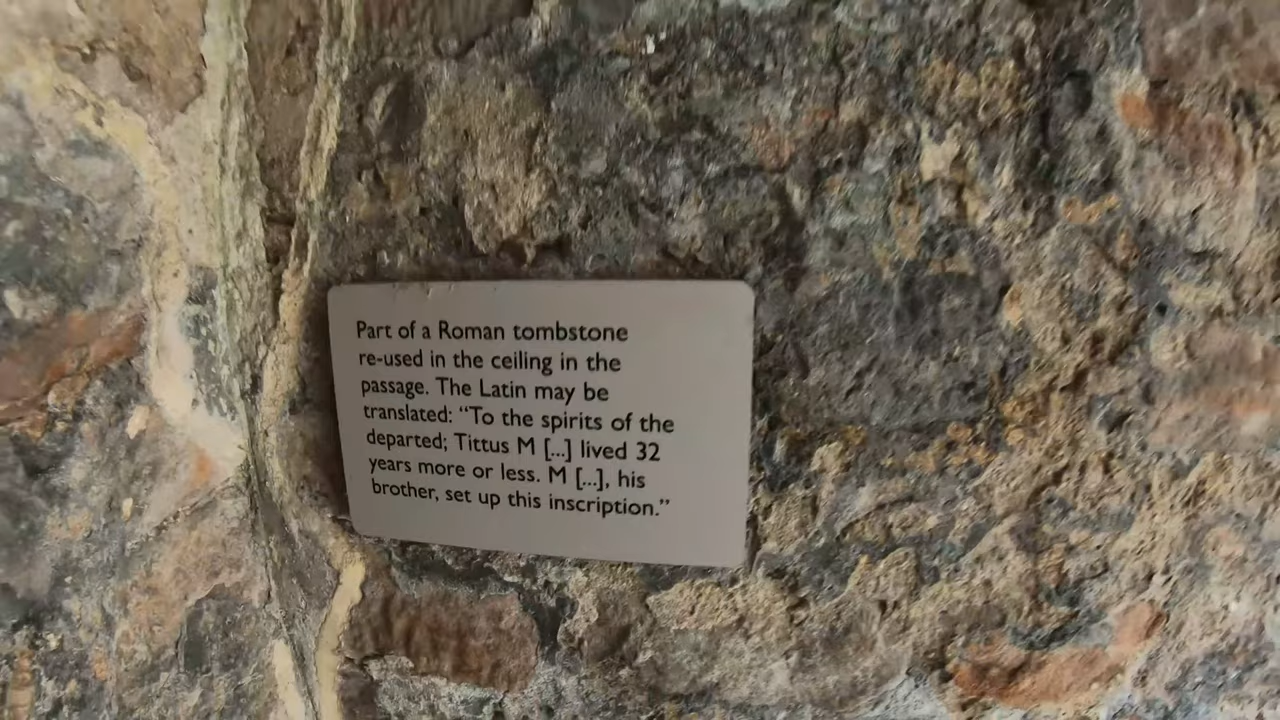 Part of a Roman tombstone
re-used in the ceiling in the
passage. The Latin may be
translated: “To the spirits of the
departed; Tittus M [...] lived 32
years more or less. M [...], his
brother, set up this inscription.”